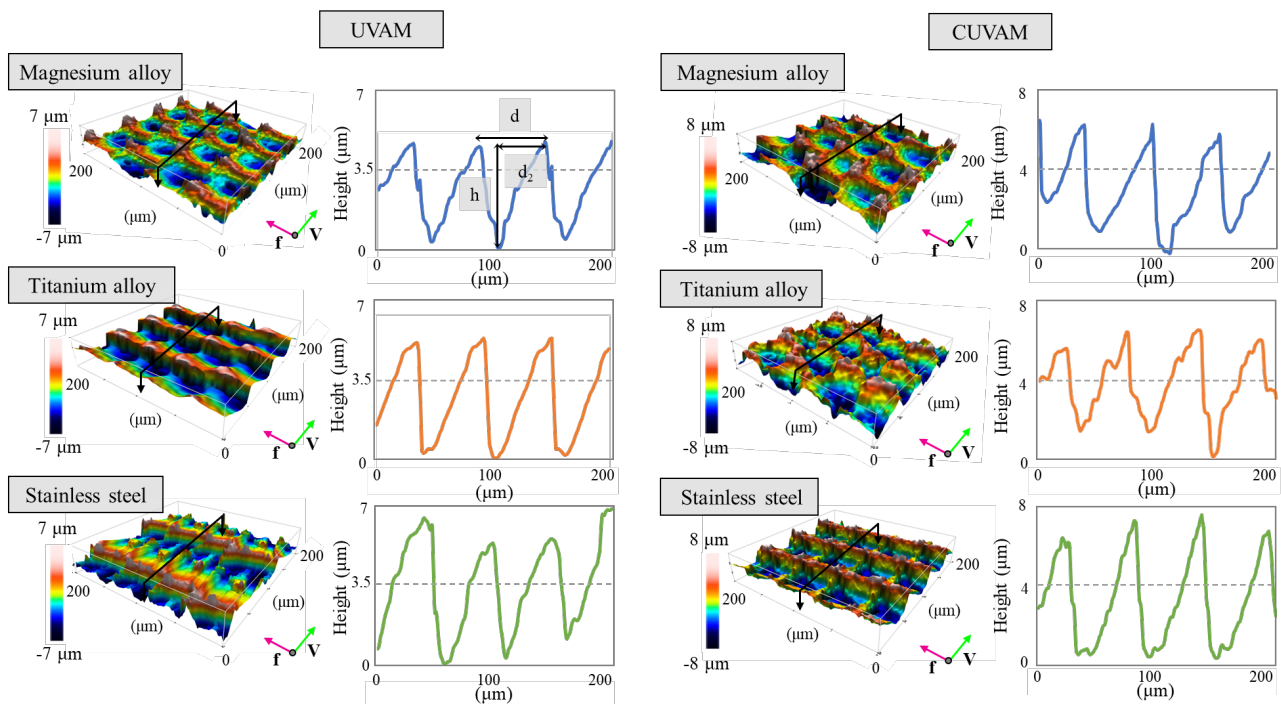 UVAM
Magnesium alloy
7 μm
-7 μm
200
200
(μm)
(μm)
0
f
V
Height (μm)
7
3.5
0
d
d2
h
0
100
200
(μm)
Titanium alloy
7 μm
-7 μm
200
200
(μm)
(μm)
0
f
V
Height (μm)
7
3.5
0
0
100
200
(μm)
Stainless steel
7 μm
-7 μm
200
200
(μm)
(μm)
0
f
V
Height (μm)
7
3.5
0
0
100
210
(μm)
CUVAM
Magnesium alloy
8 μm
-8 μm
200
200
(μm)
(μm)
0
f
V
Height (μm)
8
4
0
0
100
200
(μm)
Titanium alloy
8 μm
-8 μm
200
200
(μm)
(μm)
0
f
V
Height (μm)
8
4
0
0
100
200
(μm)
Stainless steel
8 μm
-8 μm
200
200
(μm)
(μm)
0
f
V
Height (μm)
8
4
0
0
100
210
(μm)